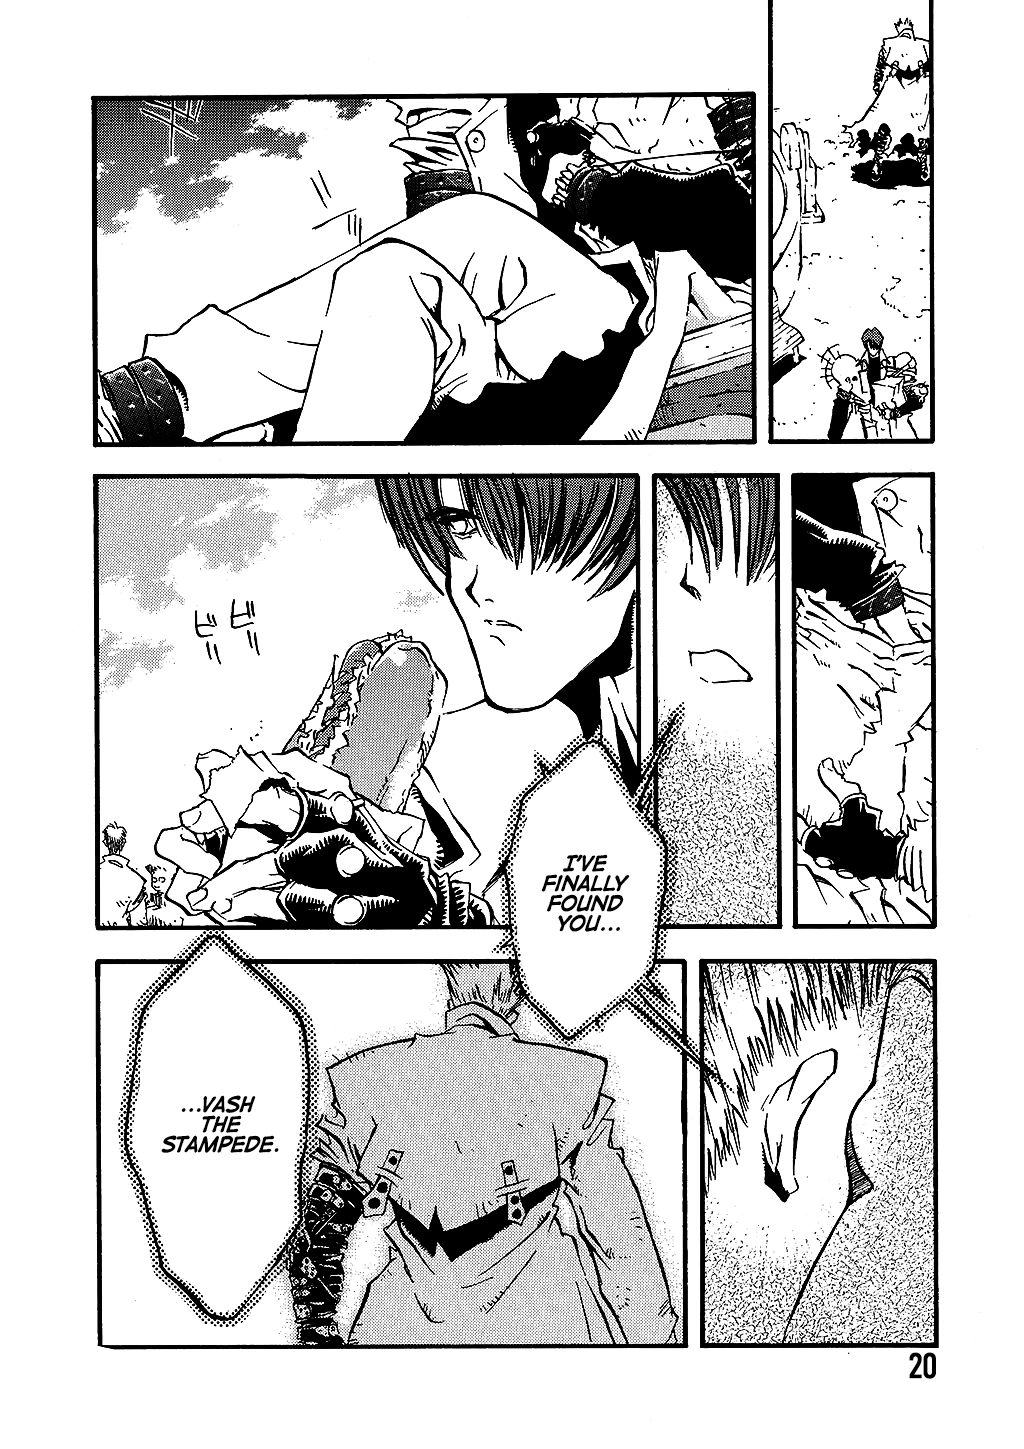 ビビ
I'VE
FINALLY
FOUND
YOU...
...VASH
THE
STAMPEDE.
20